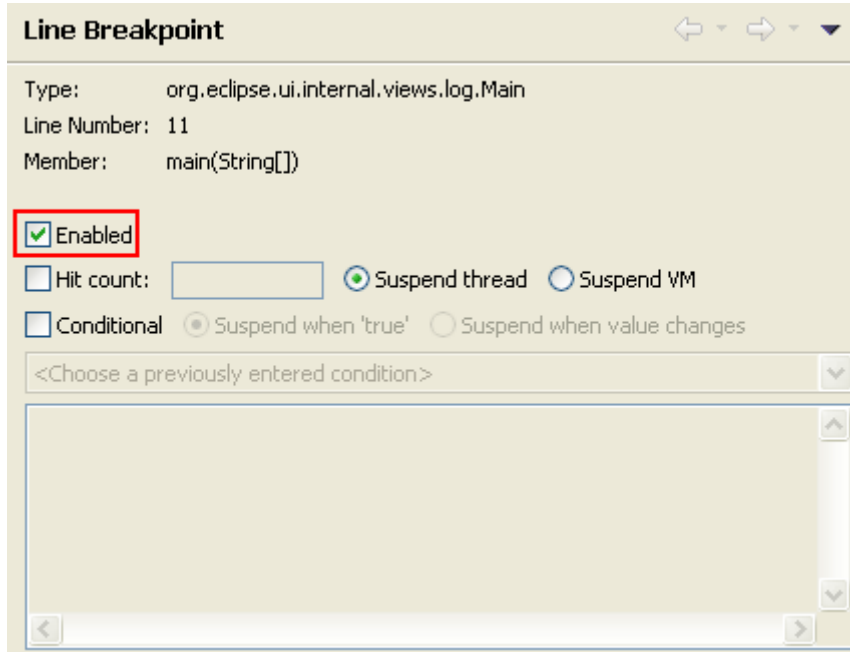 Line Breakpoint
Type: org.eclipse.ui.internal.views.log.Main
Line Number: 11
Member: main(String[])
Enabled
Hit count: Suspend thread Suspend VM
Conditional Suspend when 'true' Suspend when value changes
<Choose a previously entered condition>